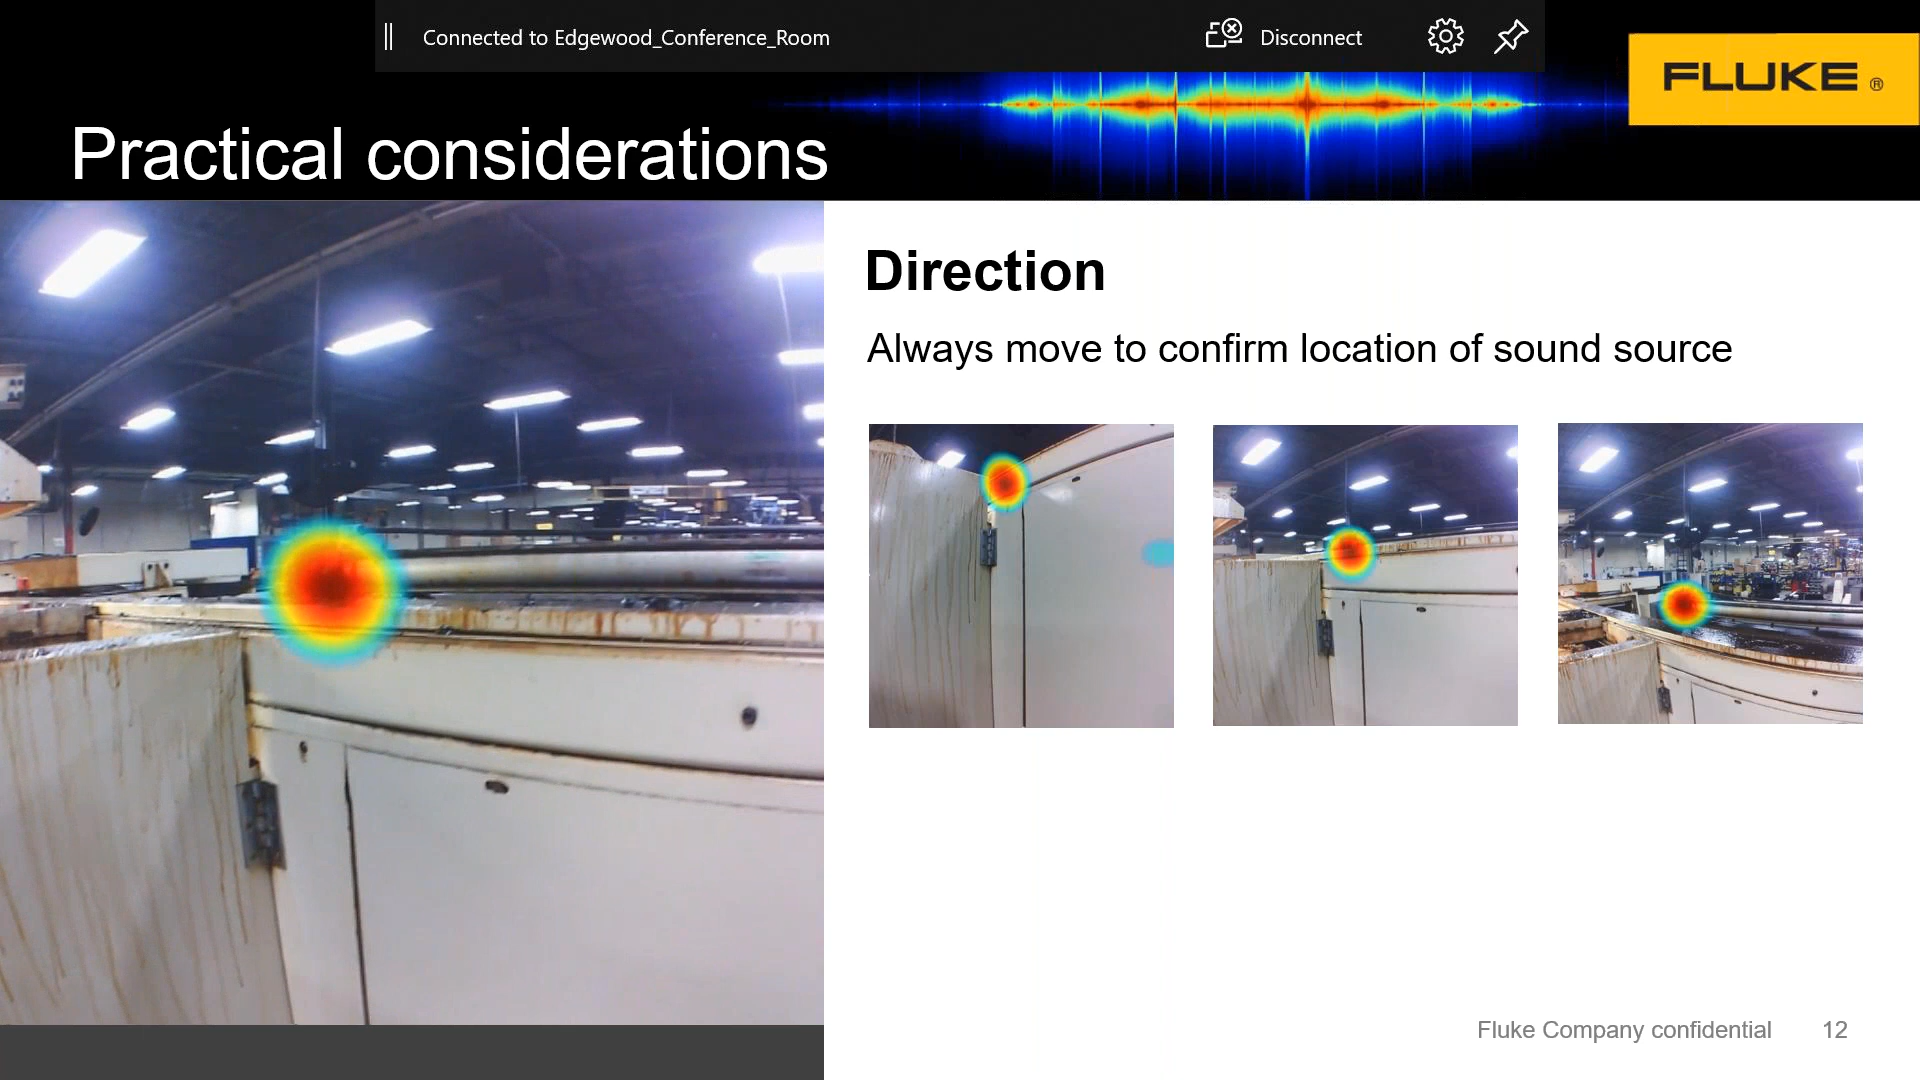 Connected to Edgewood_Conference_Room
Disconnect
FLUKE ®
Practical considerations
Direction
Always move to confirm location of sound source
Fluke Company confidential
12